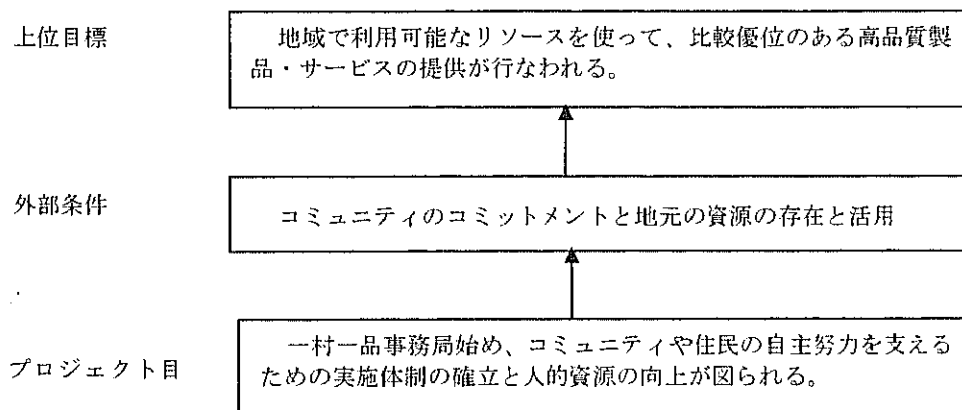 上位目標
地域で利用可能なリソースを使って、比較優位のある高品質製
品・サービスの提供が行なわれる。
外部条件
コミュニティのコミットメントと地元の資源の存在と活用
プロジェクト目
一村一品事務局始め、コミュニティや住民の自主努力を支える
ための実施体制の確立と人的資源の向上が図られる。